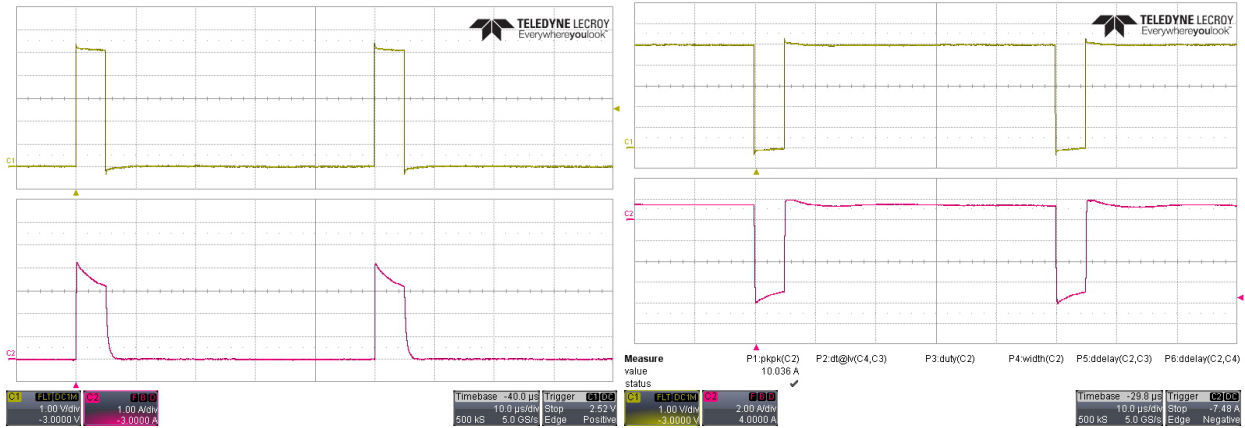 TELEDYNE LECROY
Everywhereyoulook™
C1
C2
C1 FLT DC1M
1.00 V/div
-3.0000 V
C2 F B D
1.00 A/div
-3.0000 A
Timebase -40.0 µs
10.0 µs/div
500 kS 5.0 GS/s
Trigger C1 DC
Stop 2.52 V
Edge Positive
TELEDYNE LECROY
Everywhereyoulook™
C1
C2
Measure P1:pkpk(C2) P2:dt@lv(C4,C3) P3:duty(C2) P4:width(C2) P5:ddelay(C2,C3) P6:ddelay(C2,C4)
value 10.036 A
status ✓
C1 FLT DC1M
1.00 V/div
-3.0000 V
C2 F B D
2.00 A/div
4.0000 A
Timebase -29.8 µs
10.0 µs/div
500 kS 5.0 GS/s
Trigger C2 DC
Stop -7.48 A
Edge Negative